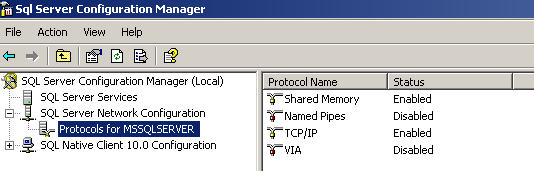 Sql Server Configuration Manager
File Action View Help
SQL Server Configuration Manager (Local)
SQL Server Services
SQL Server Network Configuration
Protocols for MSSQLSERVER
SQL Native Client 10.0 Configuration
Protocol Name Status
Shared Memory Enabled
Named Pipes Disabled
TCP/IP Enabled
VIA Disabled